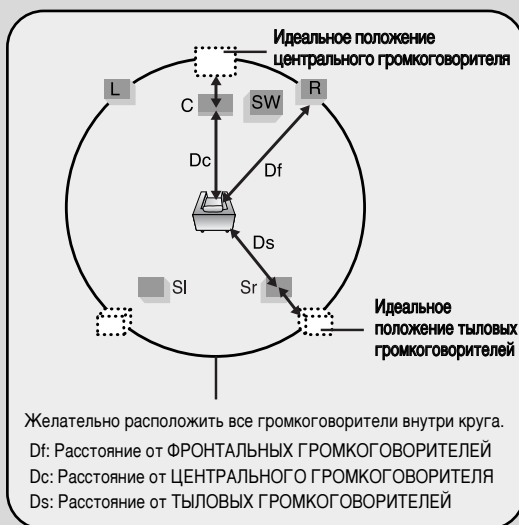 Идеальное положение
центрального громкоговорителя
L
R
C
SW
Dc
Df
Ds
Sl
Sr
Идеальное
положение тыловых
громкоговорителей
Желательно расположить все громкоговорители внутри круга.
Df: Расстояние от ФРОНТАЛЬНЫХ ГРОМКОГОВОРИТЕЛЕЙ
Dc: Расстояние от ЦЕНТРАЛЬНОГО ГРОМКОГОВОРИТЕЛЯ
Ds: Расстояние от ТЫЛОВЫХ ГРОМКОГОВОРИТЕЛЕЙ